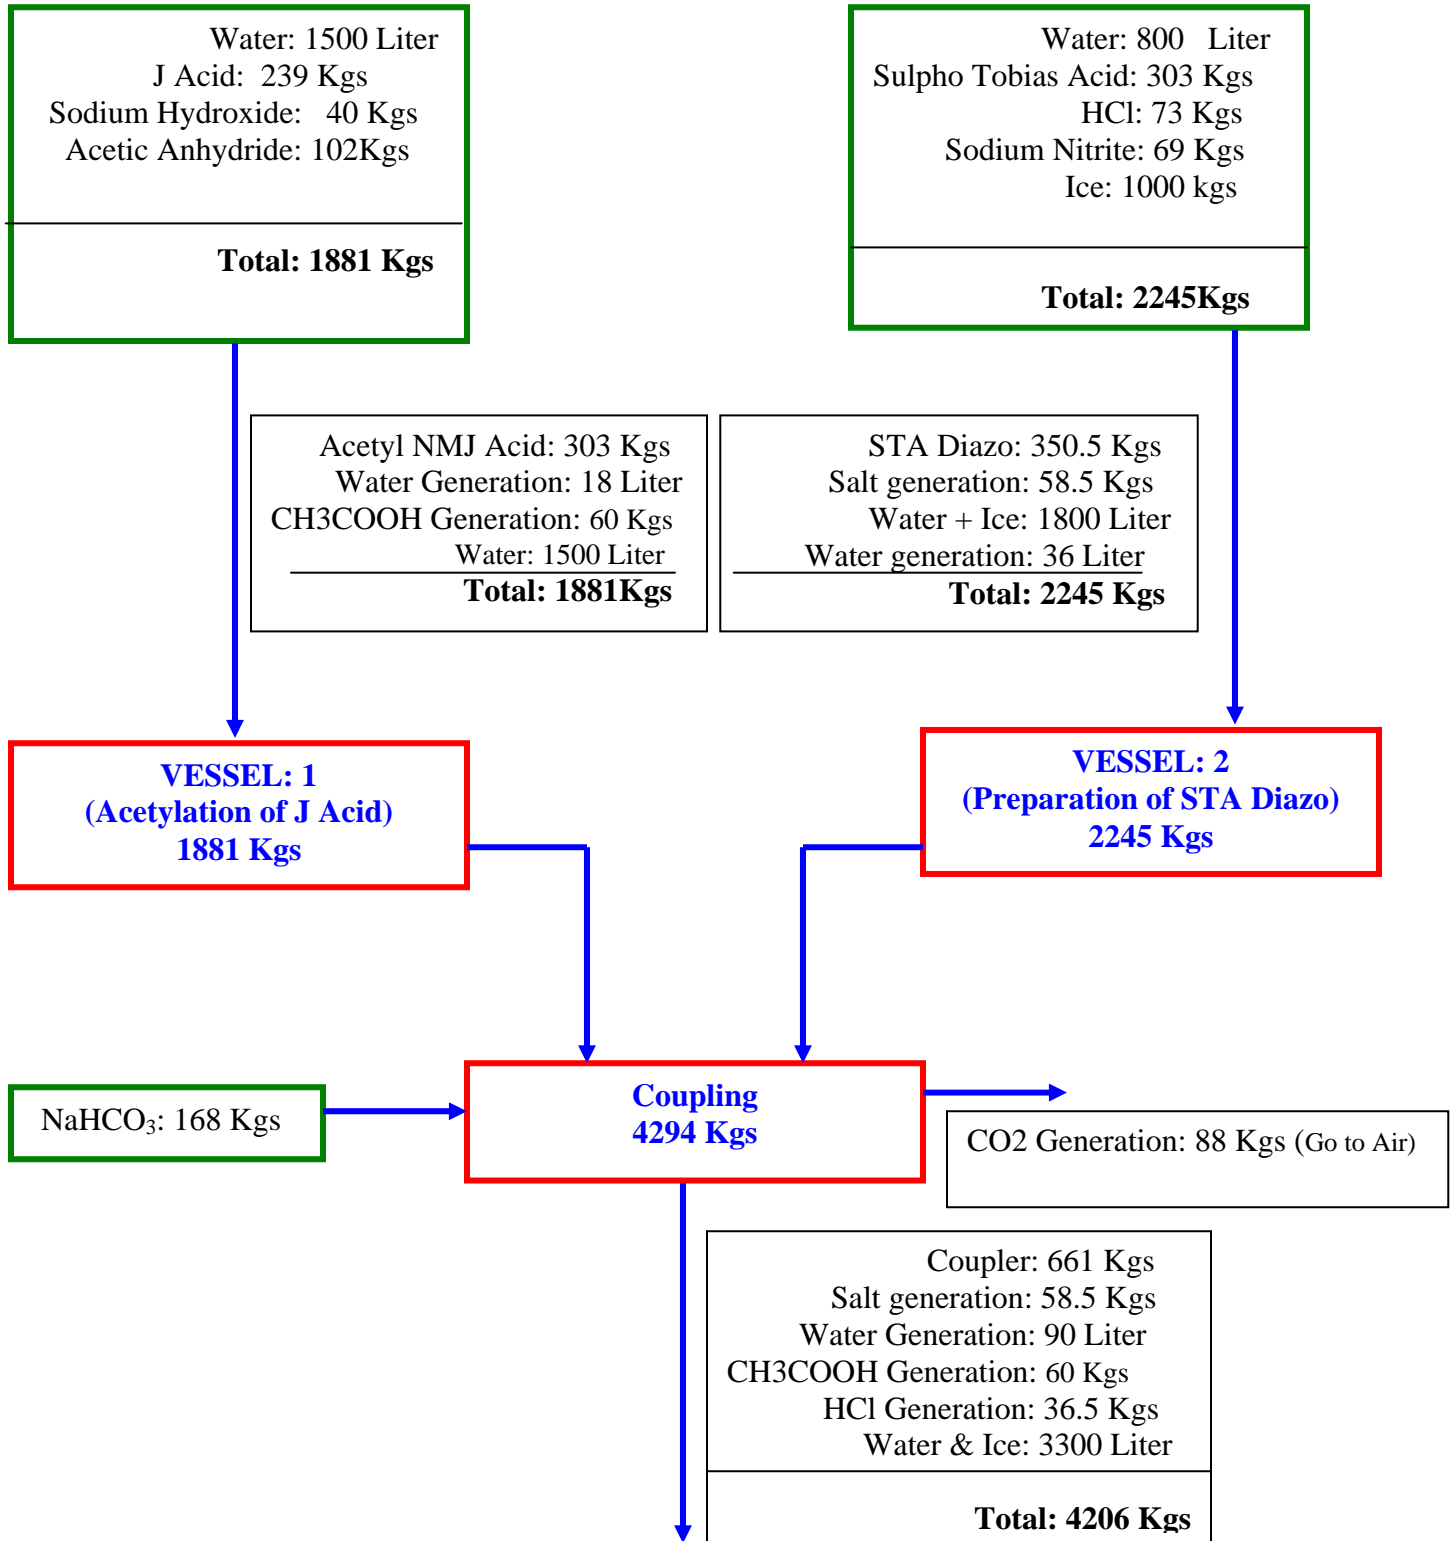 Water: 1500 Liter
J Acid: 239 Kgs
Sodium Hydroxide: 40 Kgs
Acetic Anhydride: 102Kgs
Total: 1881 Kgs
Water: 800 Liter
Sulpho Tobias Acid: 303 Kgs
HCl: 73 Kgs
Sodium Nitrite: 69 Kgs
Ice: 1000 kgs
Total: 2245Kgs
Acetyl NMJ Acid: 303 Kgs
Water Generation: 18 Liter
CH3COOH Generation: 60 Kgs
Water: 1500 Liter
Total: 1881Kgs
STA Diazo: 350.5 Kgs
Salt generation: 58.5 Kgs
Water + Ice: 1800 Liter
Water generation: 36 Liter
Total: 2245 Kgs
VESSEL: 1
(Acetylation of J Acid)
1881 Kgs
VESSEL: 2
(Preparation of STA Diazo)
2245 Kgs
NaHCO₃: 168 Kgs
Coupling
4294 Kgs
CO2 Generation: 88 Kgs (Go to Air)
Coupler: 661 Kgs
Salt generation: 58.5 Kgs
Water Generation: 90 Liter
CH3COOH Generation: 60 Kgs
HCl Generation: 36.5 Kgs
Water & Ice: 3300 Liter
Total: 4206 Kgs